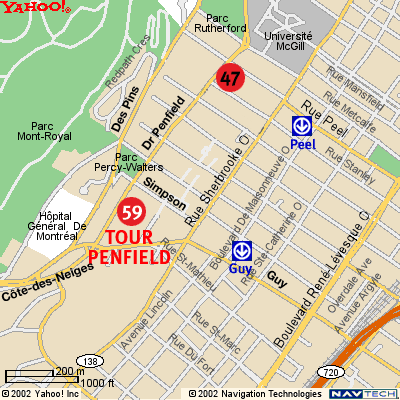 YAHOO!
Parc
Rutherford
Université
McGill
Redpath Cres
47
Rue Mansfield
Rue Metcalfe
Rue Peel
Des Pins
Dr Penfield
Parc
Mont-Royal
Peel
Rue Stanley
Parc
Percy-Walters
Simpson
Rue Sherbrooke O
Boulevard De Maisonneuve O
Rue Ste-Catherine O
Boulevard René-Lévesque O
59
TOUR
PENFIELD
Hôpital
Général De
Montréal
Côte-des-Neiges
Rue St-Mathieu
Guy
Guy
Overdale Ave
Avenue Argyle
Avenue Lincoln
Rue St-Marc
Rue Du Fort
138
720
200 m
1000 ft
©2002 Yahoo! Inc
©2002 Navigation Technologies
NAVTECH